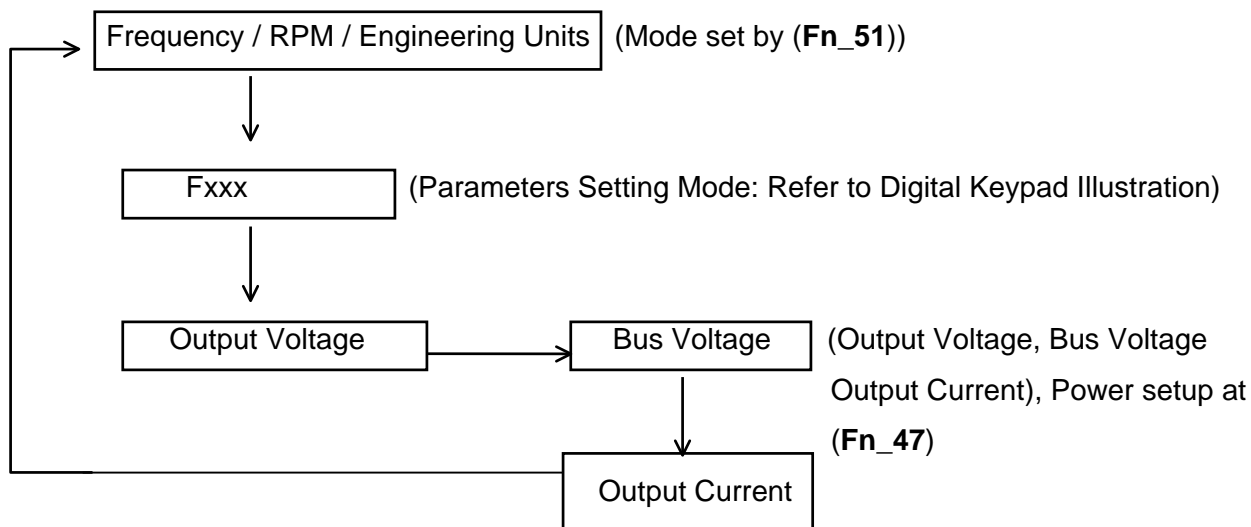 Frequency / RPM / Engineering Units (Mode set by (Fn_51))
Fxxx (Parameters Setting Mode: Refer to Digital Keypad Illustration)
Output Voltage
Bus Voltage
(Output Voltage, Bus Voltage
Output Current), Power setup at
(Fn_47)
Output Current